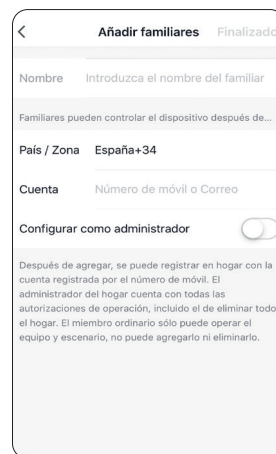 Añadir familiares Finalizado
Nombre Introduzca el nombre del familiar
Familiares pueden controlar el dispositivo después de...
País / Zona España+34
Cuenta Número de móvil o Correo
Configurar como administrador
Después de agregar, se puede registrar en hogar con la
cuenta registrada por el número de móvil. El
administrador del hogar cuenta con todas las
autorizaciones de operación, incluido el de eliminar todo
el hogar. El miembro ordinario sólo puede operar el
equipo y escenario, no puede agregarlo ni eliminarlo.